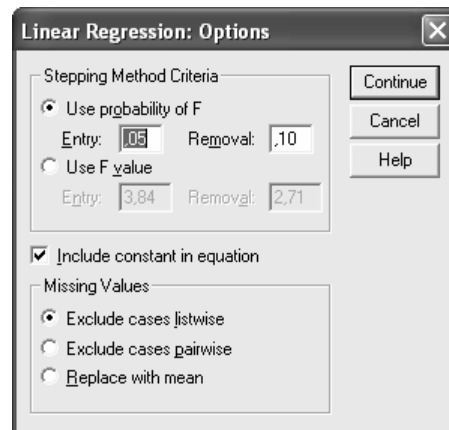 Linear Regression: Options
Stepping Method Criteria
Use probability of F
Entry: ,05 Removal: ,10
Use F value
Entry: 3,84 Removal: 2,71
Include constant in equation
Missing Values
Exclude cases listwise
Exclude cases pairwise
Replace with mean
Continue
Cancel
Help